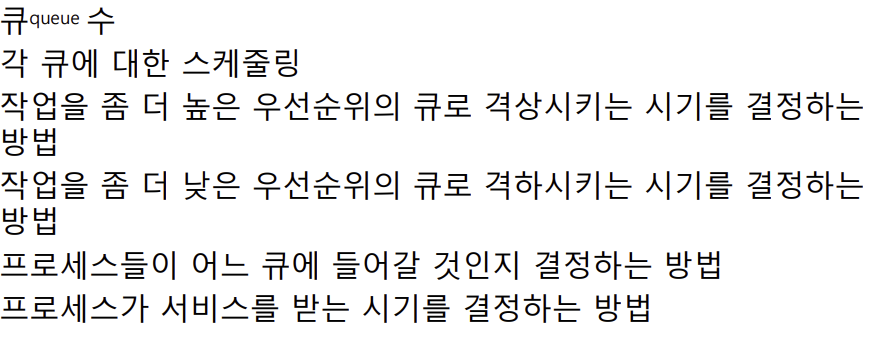 큐queue 수
각 큐에 대한 스케줄링
작업을 좀 더 높은 우선순위의 큐로 격상시키는 시기를 결정하는
방법
작업을 좀 더 낮은 우선순위의 큐로 격하시키는 시기를 결정하는
방법
프로세스들이 어느 큐에 들어갈 것인지 결정하는 방법
프로세스가 서비스를 받는 시기를 결정하는 방법